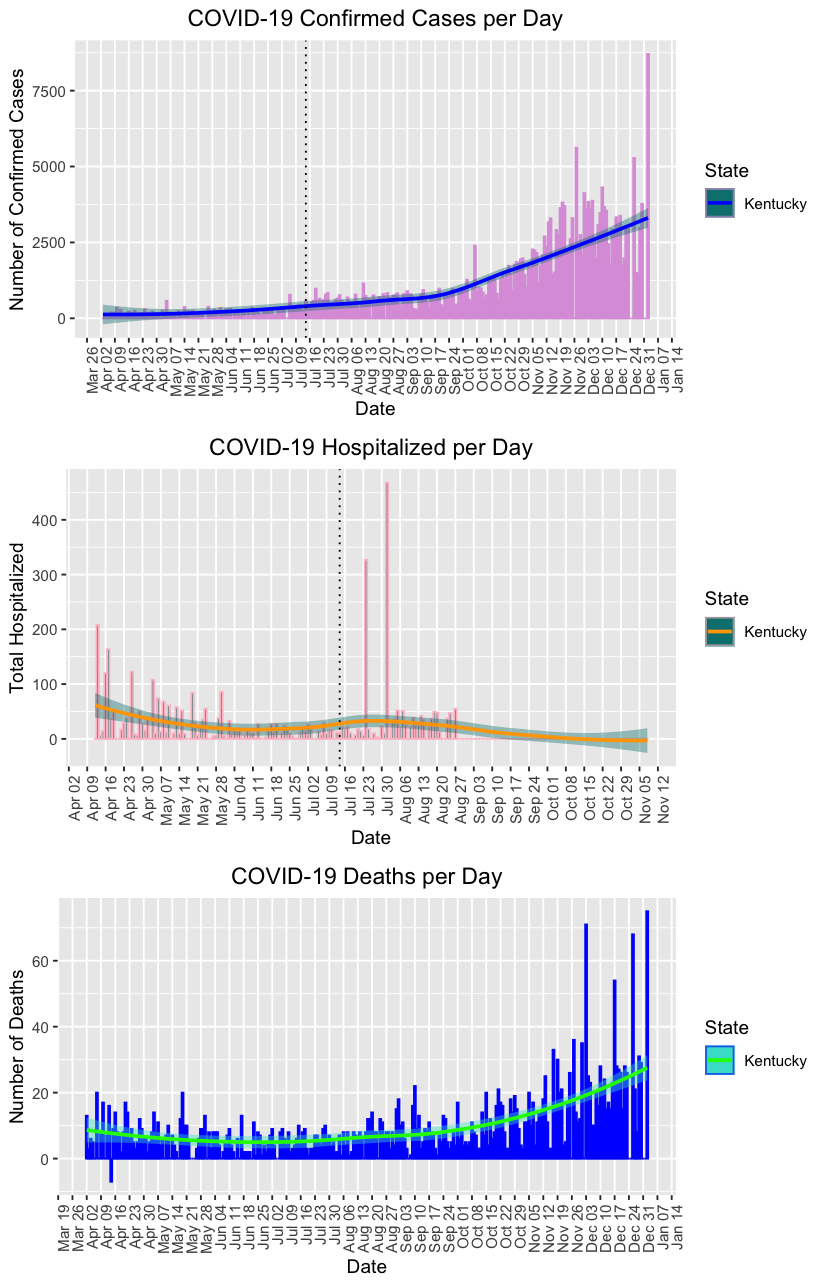 COVID-19 Confirmed Cases per Day
Number of Confirmed Cases
7500
5000
2500
0
Mar 26
Apr 02
Apr 09
Apr 16
Apr 23
Apr 30
May 07
May 14
May 21
May 28
Jun 04
Jun 11
Jun 18
Jun 25
Jul 02
Jul 09
Jul 16
Jul 23
Jul 30
Aug 06
Aug 13
Aug 20
Aug 27
Sep 03
Sep 10
Sep 17
Sep 24
Oct 01
Oct 08
Oct 15
Oct 22
Oct 29
Nov 05
Nov 12
Nov 19
Nov 26
Dec 03
Dec 10
Dec 17
Dec 24
Dec 31
Jan 07
Jan 14
Date
State
Kentucky
COVID-19 Hospitalized per Day
Total Hospitalized
400
300
200
100
0
Apr 02
Apr 09
Apr 16
Apr 23
Apr 30
May 07
May 14
May 21
May 28
Jun 04
Jun 11
Jun 18
Jun 25
Jul 02
Jul 09
Jul 16
Jul 23
Jul 30
Aug 06
Aug 13
Aug 20
Aug 27
Sep 03
Sep 10
Sep 17
Sep 24
Oct 01
Oct 08
Oct 15
Oct 22
Oct 29
Nov 05
Nov 12
Date
State
Kentucky
COVID-19 Deaths per Day
Number of Deaths
60
40
20
0
Mar 19
Mar 26
Apr 02
Apr 09
Apr 16
Apr 23
Apr 30
May 07
May 14
May 21
May 28
Jun 04
Jun 11
Jun 18
Jun 25
Jul 02
Jul 09
Jul 16
Jul 23
Jul 30
Aug 06
Aug 13
Aug 20
Aug 27
Sep 03
Sep 10
Sep 17
Sep 24
Oct 01
Oct 08
Oct 15
Oct 22
Oct 29
Nov 05
Nov 12
Nov 19
Nov 26
Dec 03
Dec 10
Dec 17
Dec 24
Dec 31
Jan 07
Jan 14
Date
State
Kentucky